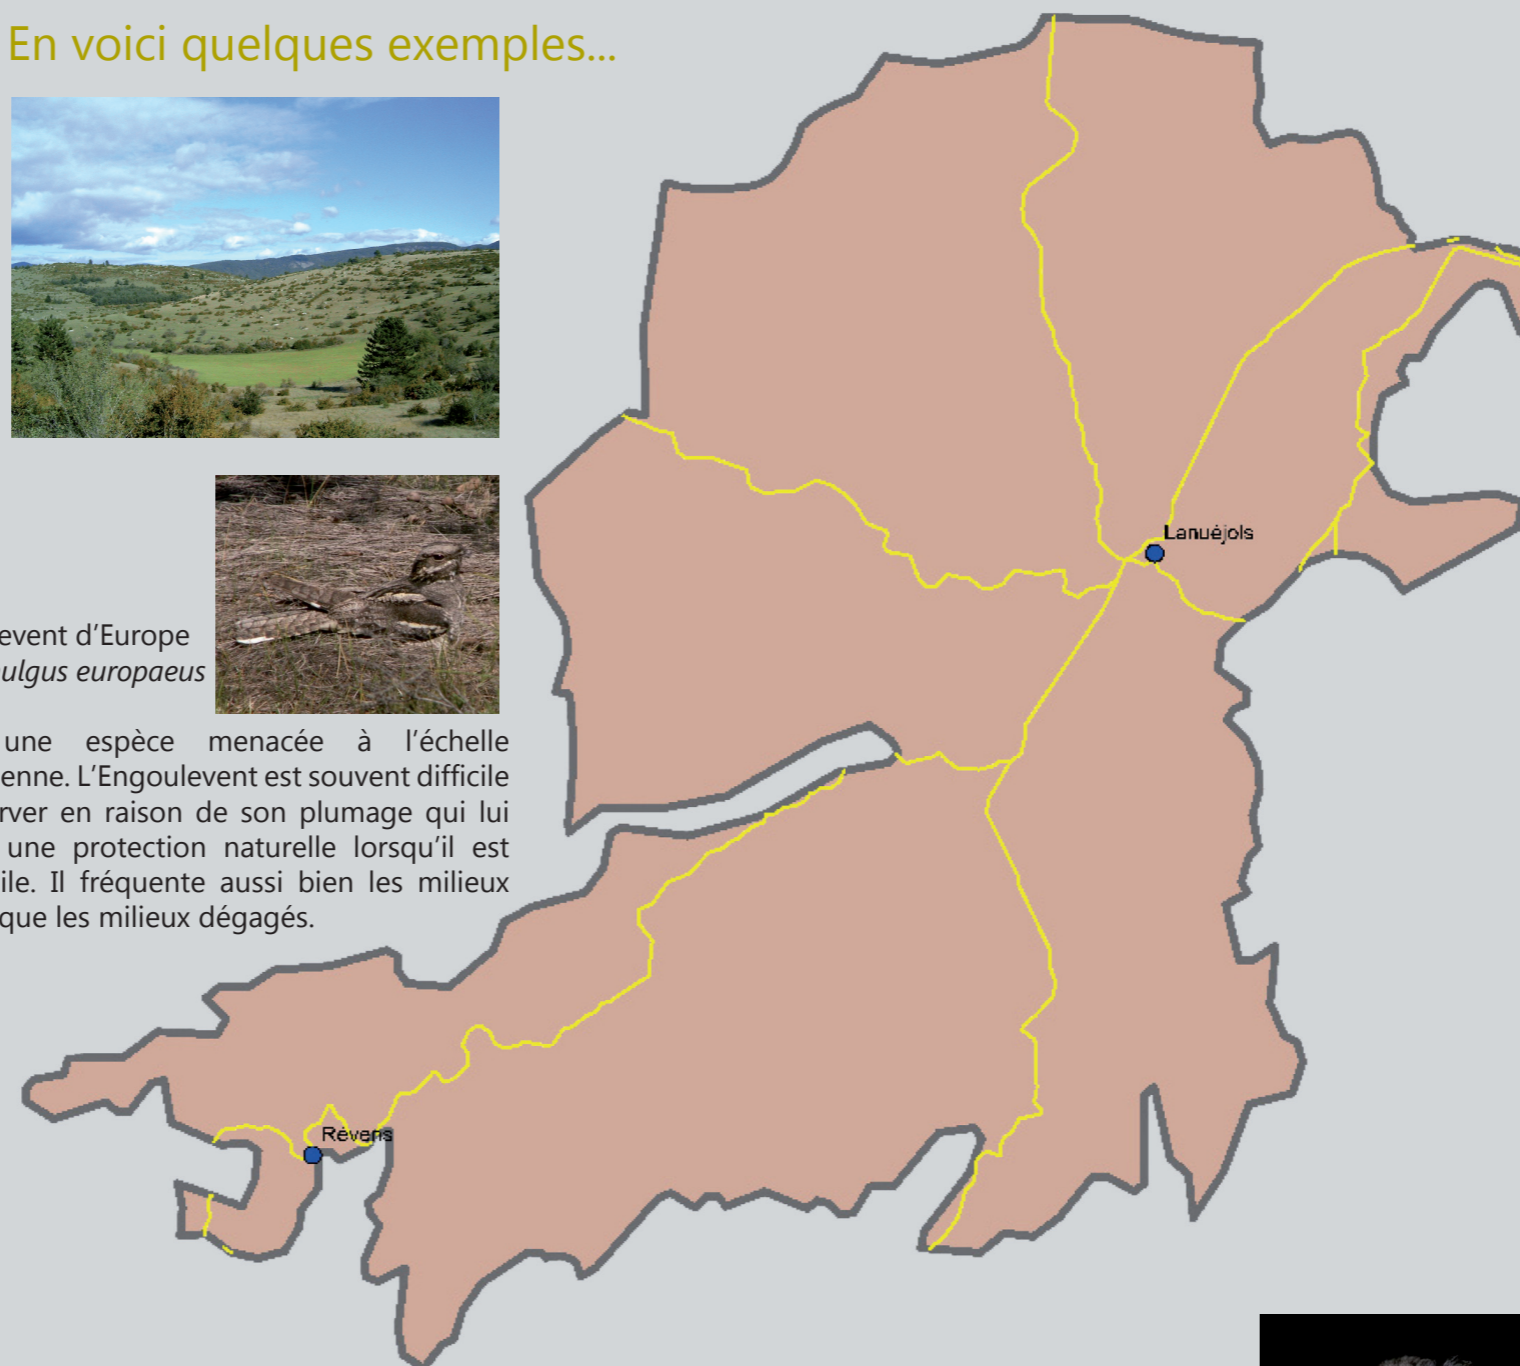 En voici quelques exemples...
Lanuéjols
event d'Europe
ulgus europaeus
une espèce menacée à l'échelle
enne. L'Engoulevent est souvent difficile
rver en raison de son plumage qui lui
une protection naturelle lorsqu'il est
ile. Il fréquente aussi bien les milieux
que les milieux dégagés.
Révens